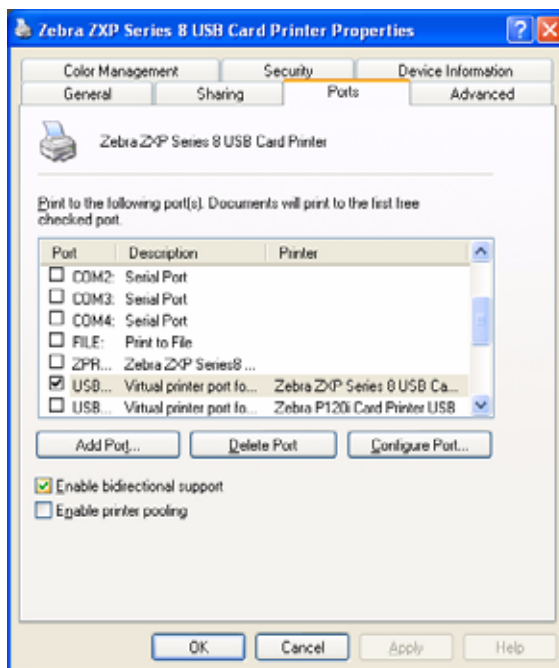 Zebra ZXP Series 8 USB Card Printer Properties
Color Management Security Device Information
General Sharing Ports Advanced
Zebra ZXP Series 8 USB Card Printer
Print to the following port(s). Documents will print to the first free
checked port.
Port Description Printer
COM2: Serial Port
COM3: Serial Port
COM4: Serial Port
FILE: Print to File
ZPR... Zebra ZXP Series8 ...
USB... Virtual printer port fo... Zebra ZXP Series 8 USB Ca...
USB... Virtual printer port fo... Zebra P120i Card Printer USB
Add Port... Delete Port Configure Port...
Enable bidirectional support
Enable printer pooling
OK Cancel Apply Help